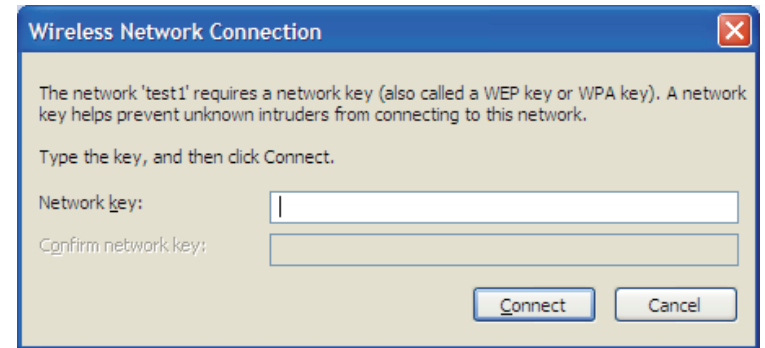 Wireless Network Connection
The network 'test1' requires a network key (also called a WEP key or WPA key). A network
key helps prevent unknown intruders from connecting to this network.
Type the key, and then click Connect.
Network key:
Confirm network key:
Connect Cancel